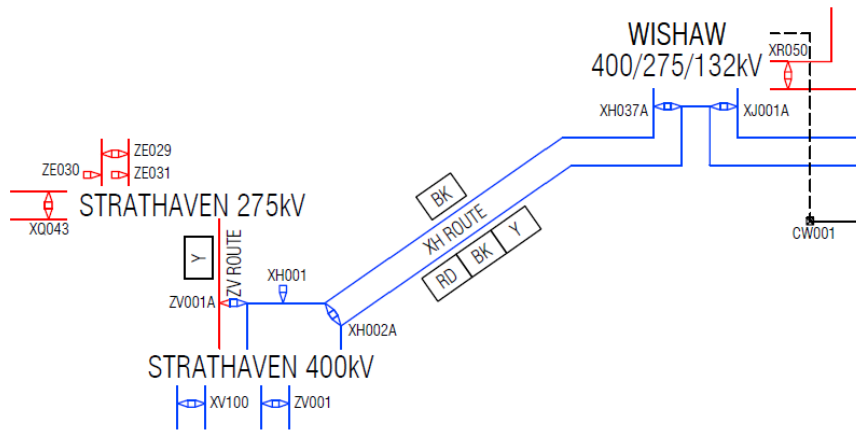 WISHAW
400/275/132kV
XR050
XH037A
XJ001A
CW001
ZE029
ZE030
ZE031
STRATHAVEN 275kV
XQ043
Y
ZV ROUTE
XH001
ZV001A
XH002A
BK
XH ROUTE
RD
BK
Y
STRATHAVEN 400kV
XV100
ZV001